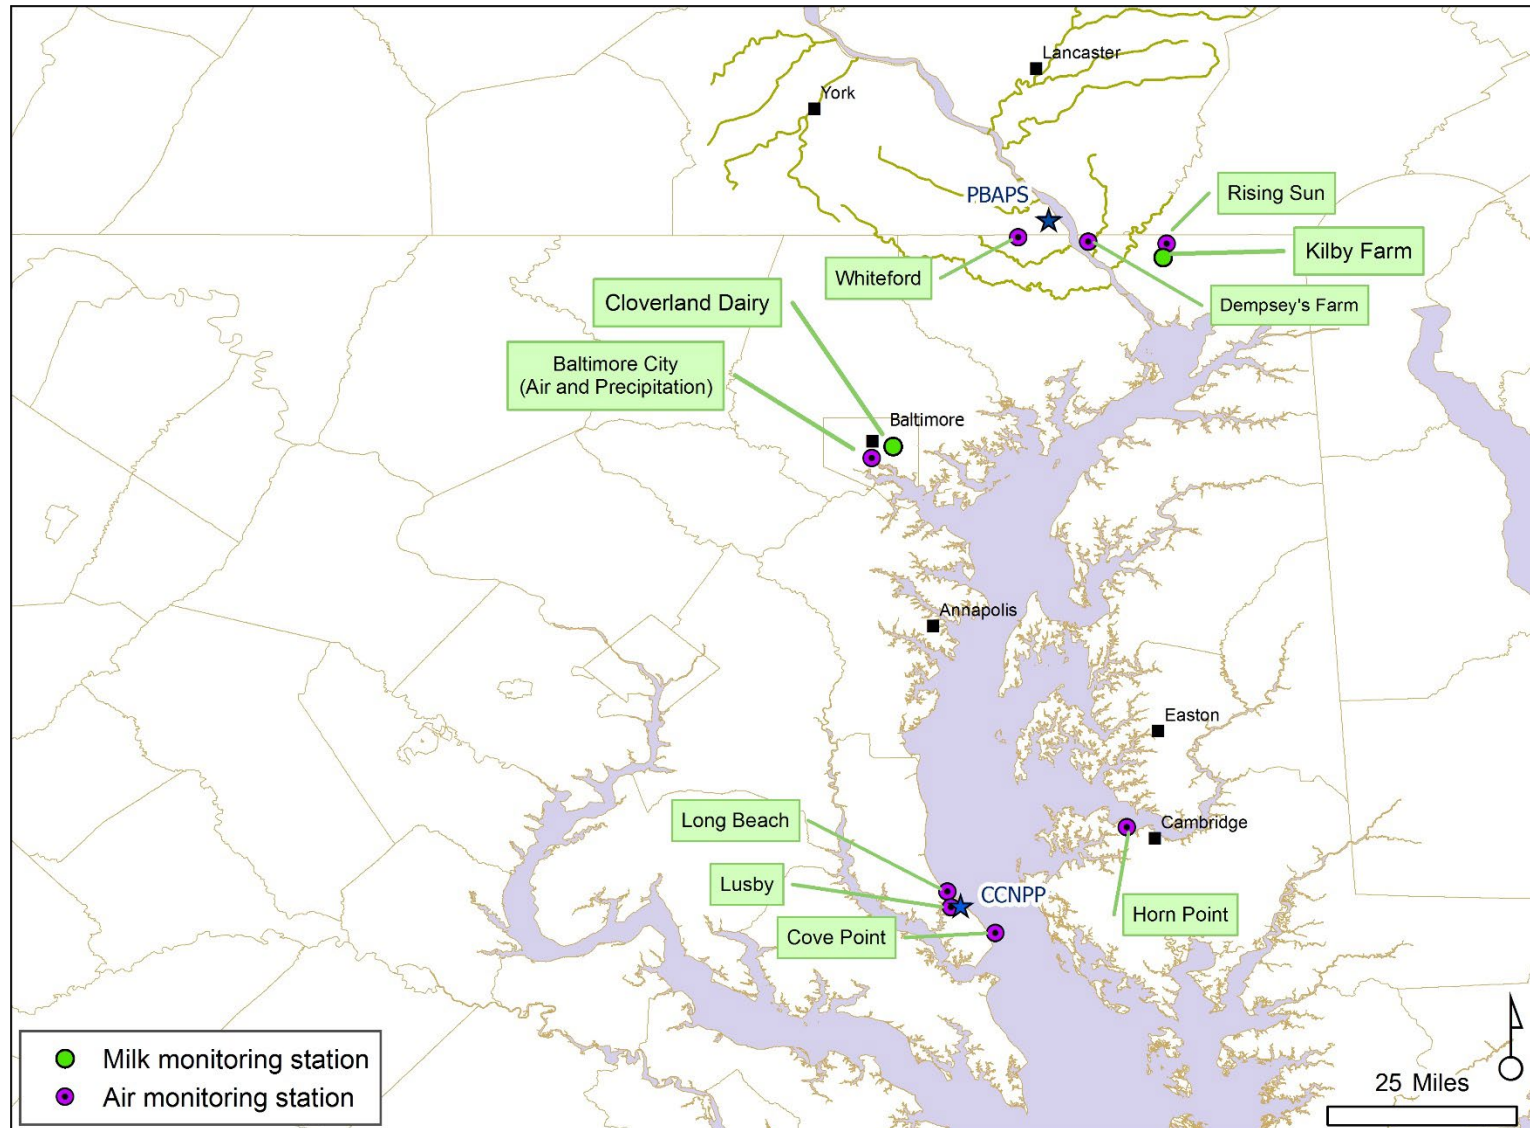 Lancaster
York
PBAPS
Rising Sun
Kilby Farm
Whiteford
Dempsey's Farm
Cloverland Dairy
Baltimore City
(Air and Precipitation)
Baltimore
Annapolis
Easton
Long Beach
Cambridge
Lusby
CCNPP
Horn Point
Cove Point
Milk monitoring station
Air monitoring station
25 Miles